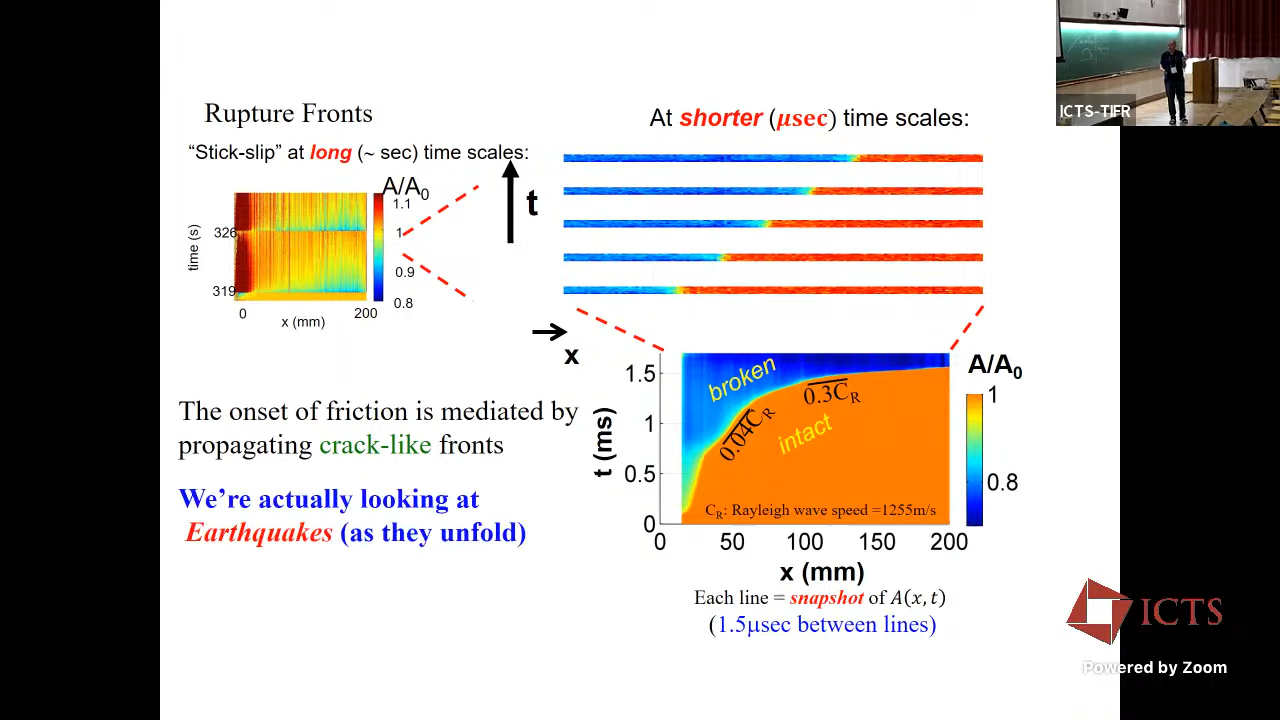 Rupture Fronts
“Stick-slip” at long (~ sec) time scales:
A/A0
1.1
1
0.9
0.8
time (s)
326
319
0
200
x (mm)
t
x
At shorter (μsec) time scales:
ICTS-TIFR
The onset of friction is mediated by
propagating crack-like fronts
We’re actually looking at
Earthquakes (as they unfold)
broken
0.3CR
0.04CR
intact
CR: Rayleigh wave speed =1255m/s
t (ms)
1.5
1
0.5
0
0 50 100 150 200
x (mm)
A/A0
1
0.8
Each line = snapshot of A(x,t)
(1.5μsec between lines)
ICTS
Powered by Zoom